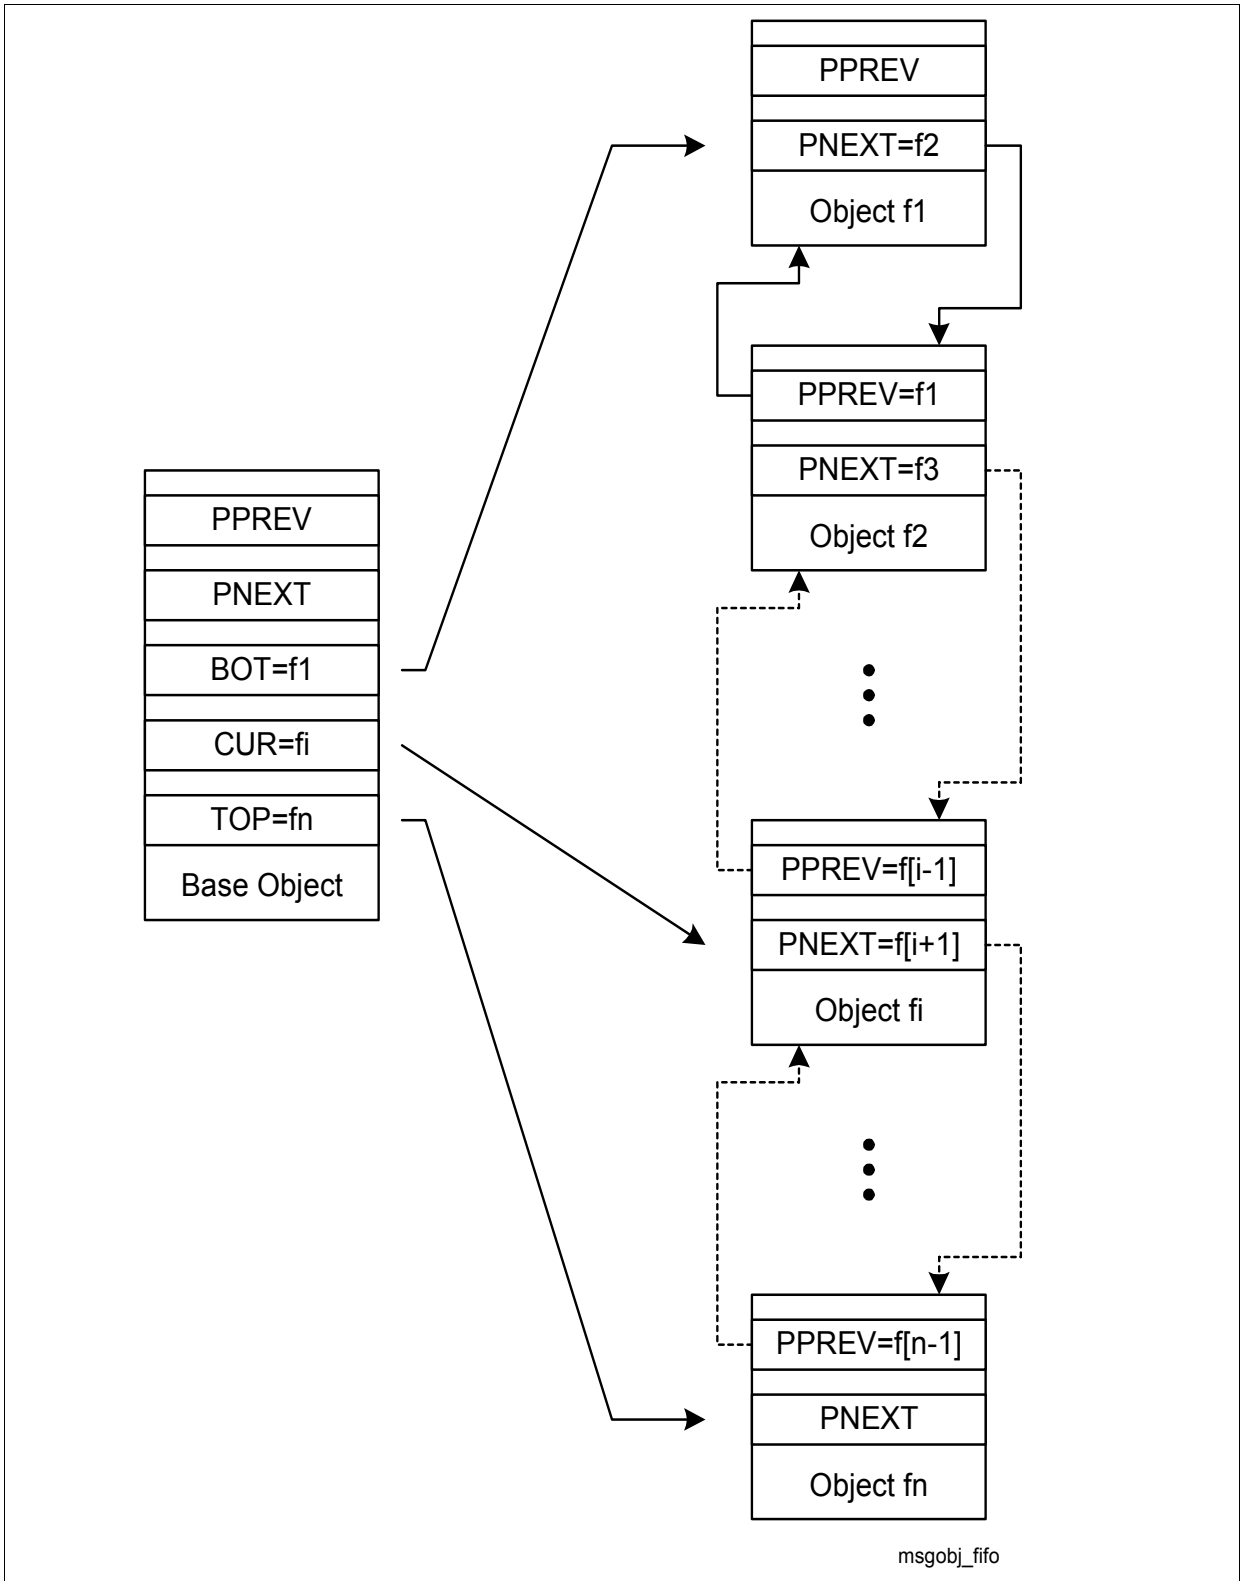 PPREV
PNEXT=f2
Object f1
PPREV=f1
PNEXT=f3
Object f2
PPREV
PNEXT
BOT=f1
CUR=fi
TOP=fn
Base Object
PPREV=f[i-1]
PNEXT=f[i+1]
Object fi
PPREV=f[n-1]
PNEXT
Object fn
msgobj_fifo